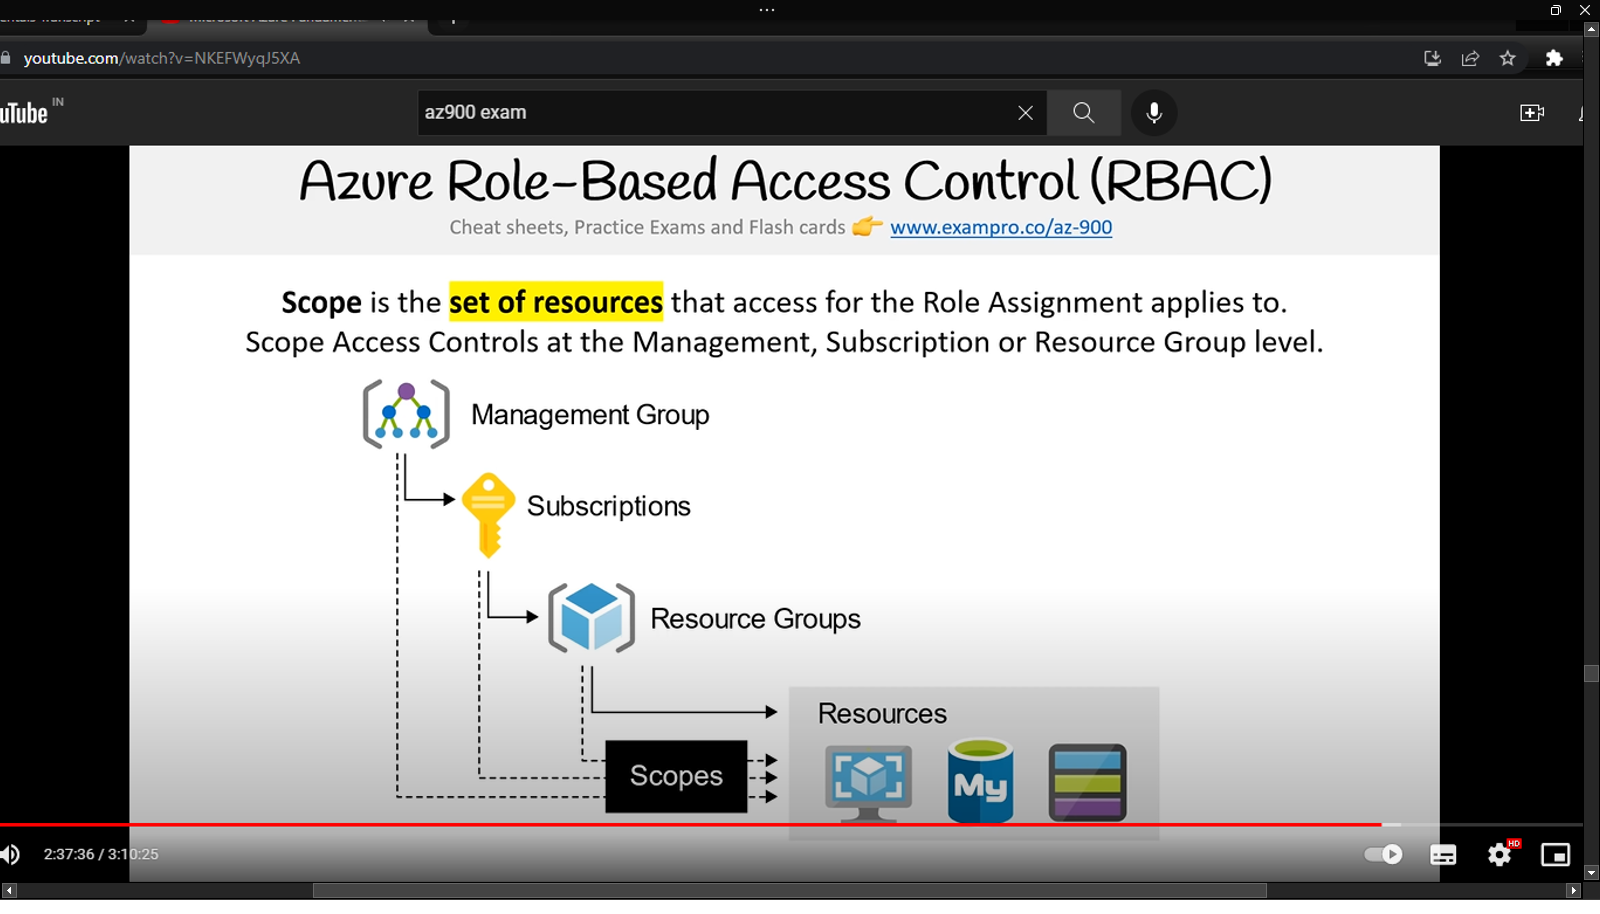 youtube.com/watch?v=NKEFWyqJ5XA
uTube IN
az900 exam
Azure Role-Based Access Control (RBAC)
Cheat sheets, Practice Exams and Flash cards 👉 www.exampro.co/az-900
Scope is the set of resources that access for the Role Assignment applies to.
Scope Access Controls at the Management, Subscription or Resource Group level.
Management Group
Subscriptions
Resource Groups
Resources
Scopes
My
2:37:36 / 3:10:25
HD